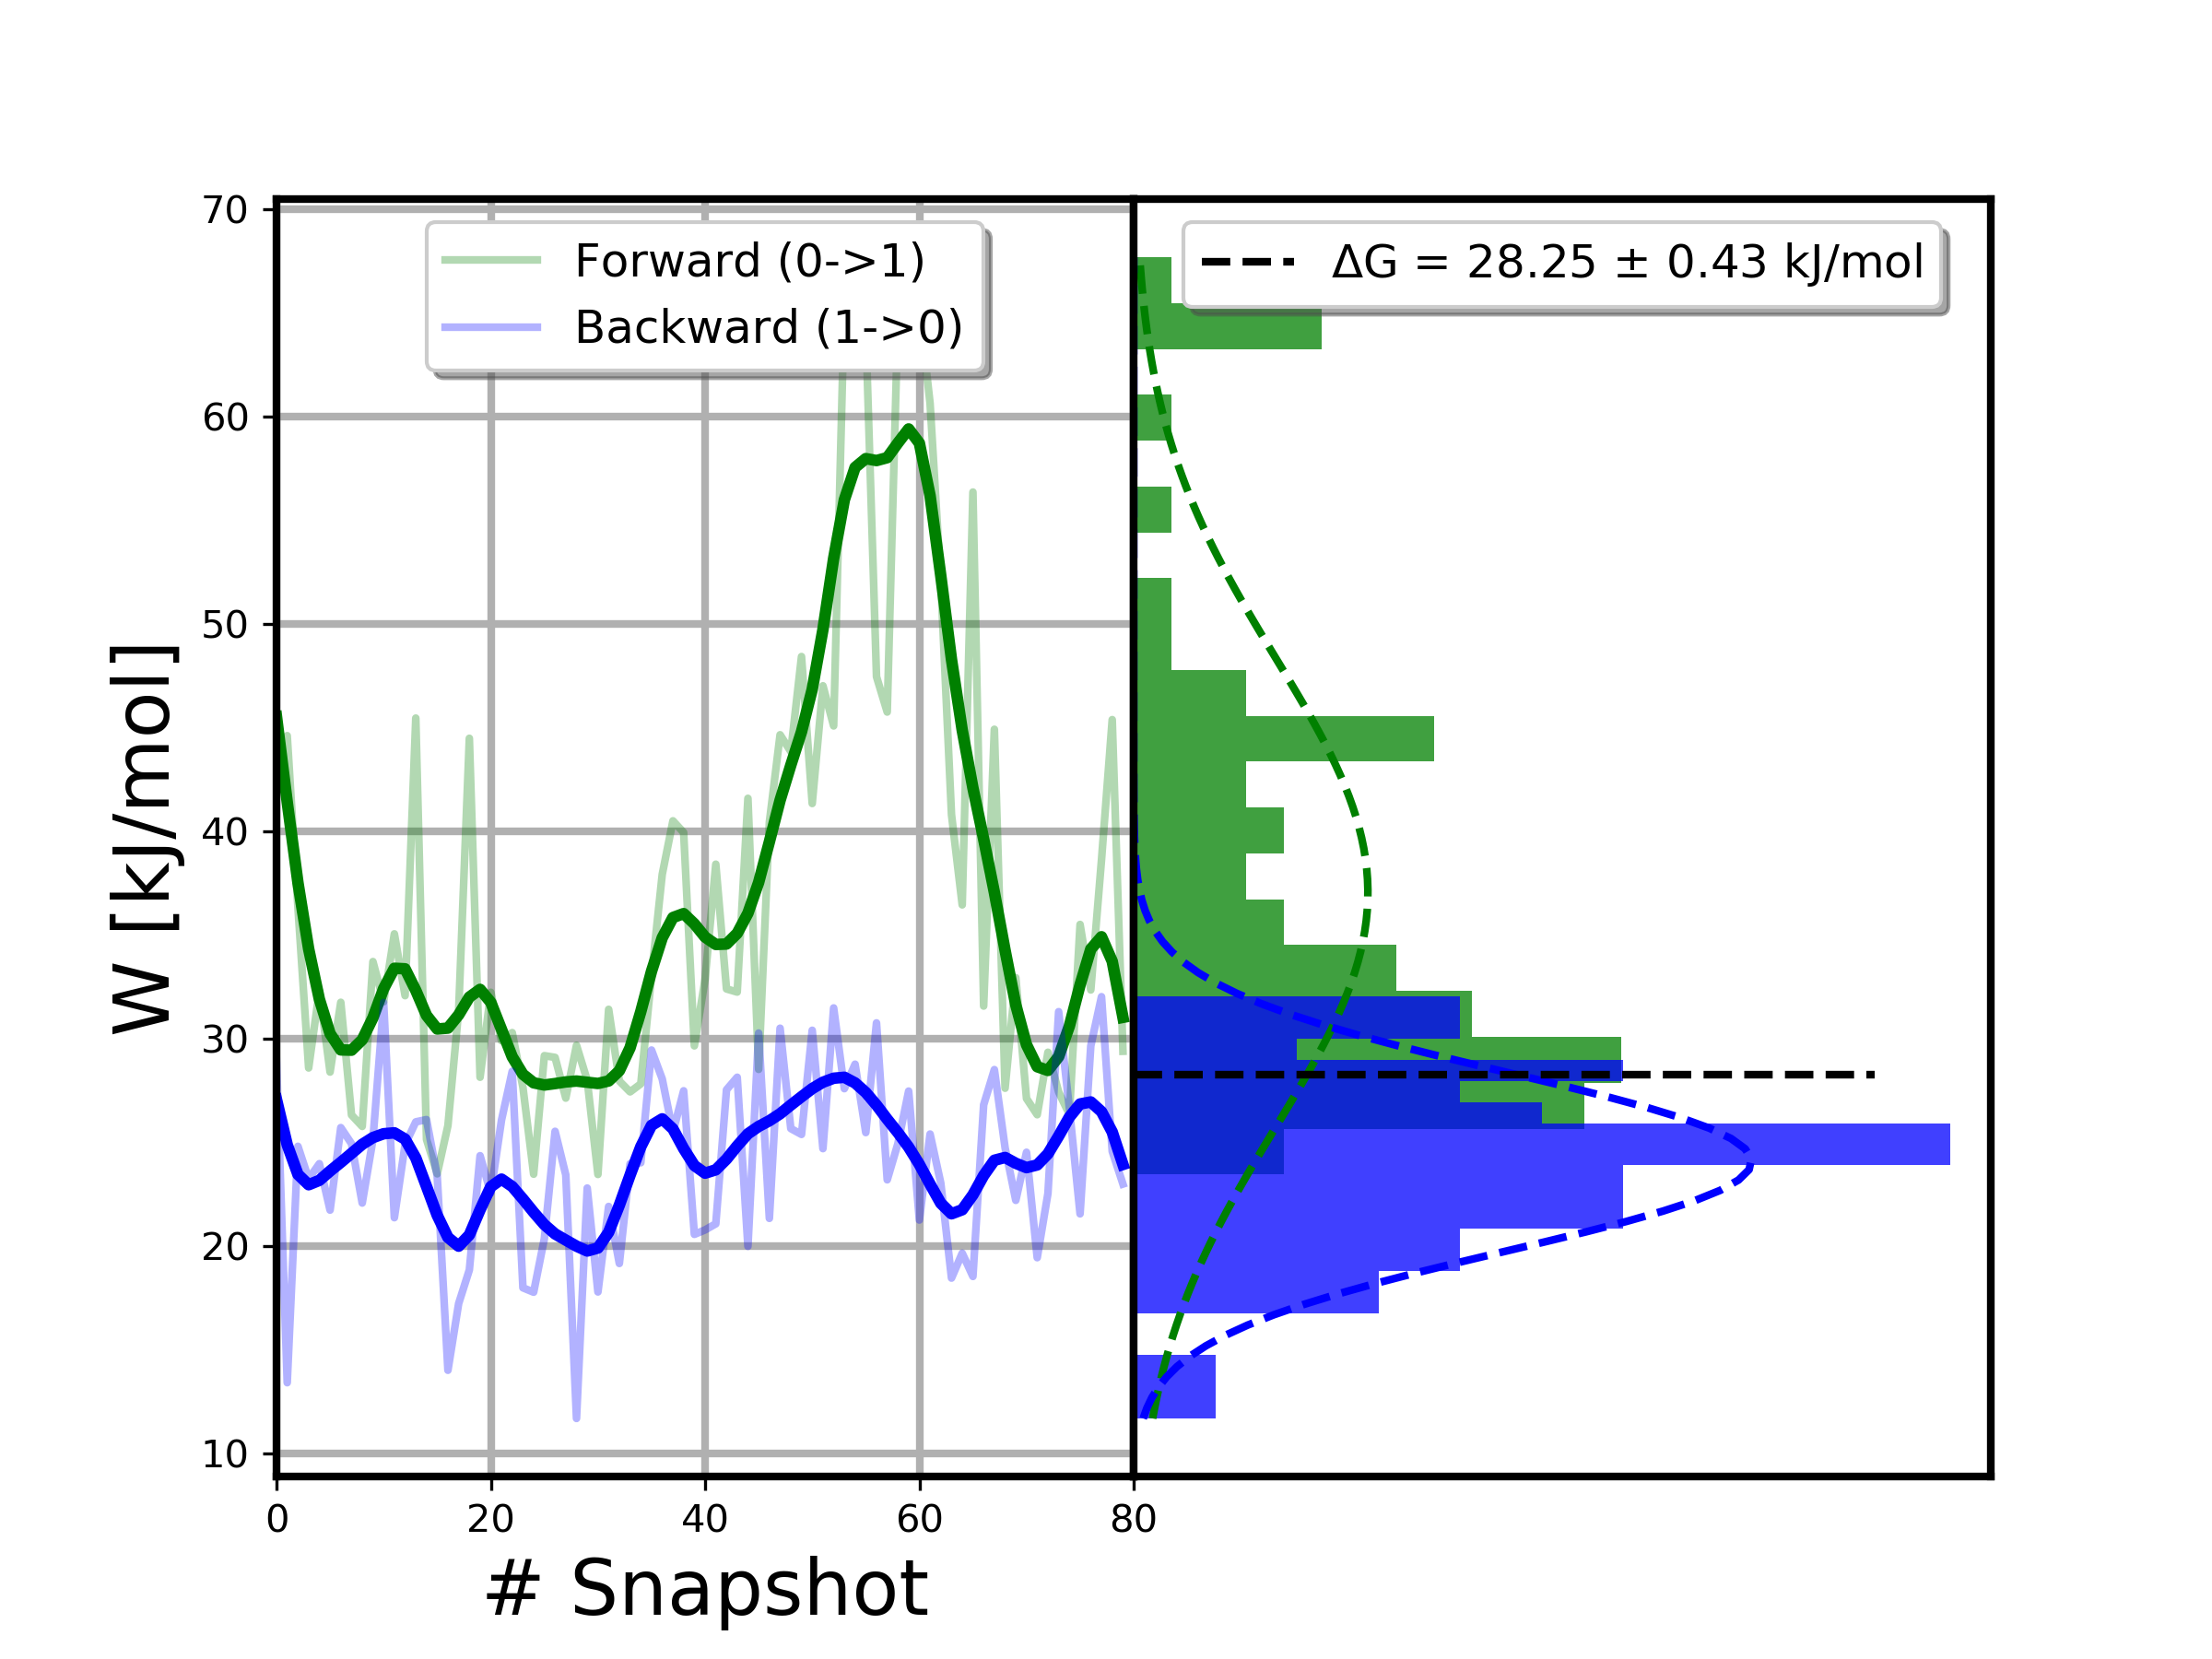 70
60
50
40
30
20
10
W [kJ/mol]
Forward (0->1)
Backward (1->0)
ΔG = 28.25 ± 0.43 kJ/mol
0 20 40 60 80
# Snapshot